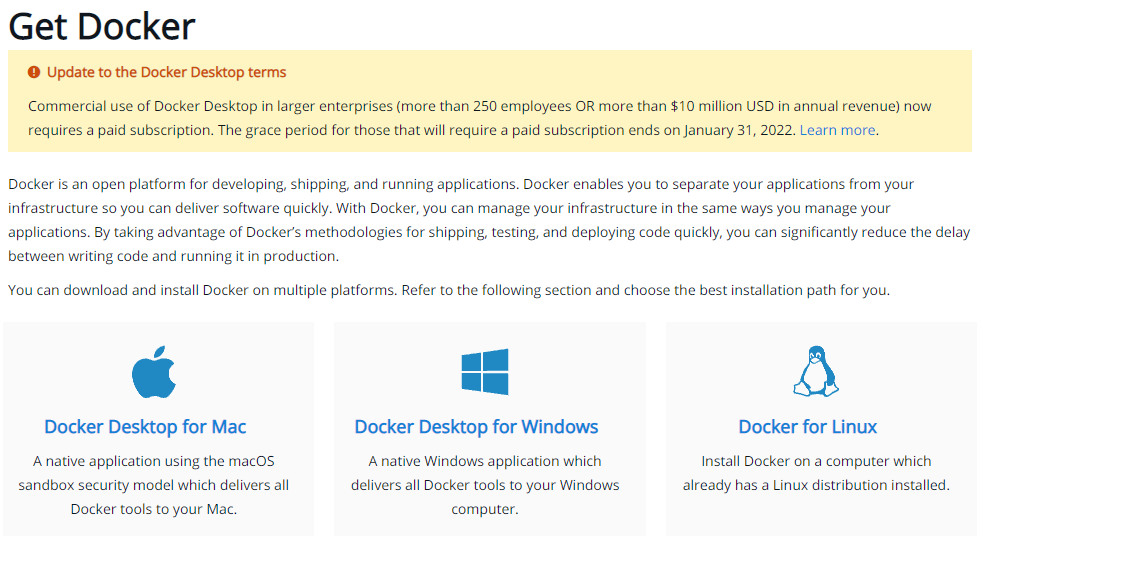 Get Docker
Update to the Docker Desktop terms
Commercial use of Docker Desktop in larger enterprises (more than 250 employees OR more than $10 million USD in annual revenue) now
requires a paid subscription. The grace period for those that will require a paid subscription ends on January 31, 2022. Learn more.
Docker is an open platform for developing, shipping, and running applications. Docker enables you to separate your applications from your
infrastructure so you can deliver software quickly. With Docker, you can manage your infrastructure in the same ways you manage your
applications. By taking advantage of Docker’s methodologies for shipping, testing, and deploying code quickly, you can significantly reduce the delay
between writing code and running it in production.
You can download and install Docker on multiple platforms. Refer to the following section and choose the best installation path for you.
Docker Desktop for Mac
A native application using the macOS
sandbox security model which delivers all
Docker tools to your Mac.
Docker Desktop for Windows
A native Windows application which
delivers all Docker tools to your Windows
computer.
Docker for Linux
Install Docker on a computer which
already has a Linux distribution installed.